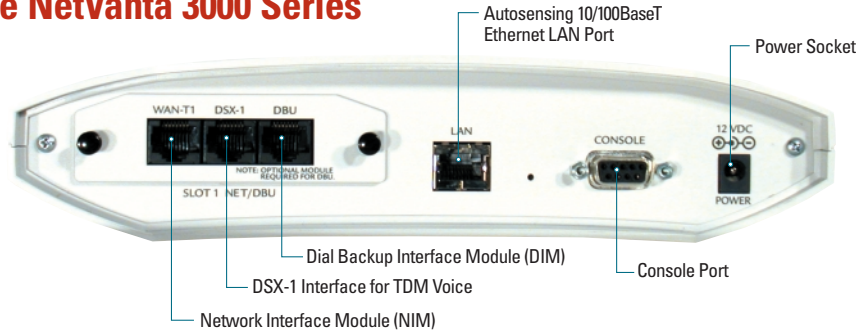 e NetVanta 3000 Series
Autosensing 10/100BaseT
Ethernet LAN Port
Power Socket
WAN-T1 DSX-1 DBU
LAN
CONSOLE
12 VDC
NOTE: OPTIONAL MODULE
REQUIRED FOR DBU.
SLOT 1 NET/DBU
POWER
Dial Backup Interface Module (DIM)
Console Port
DSX-1 Interface for TDM Voice
Network Interface Module (NIM)